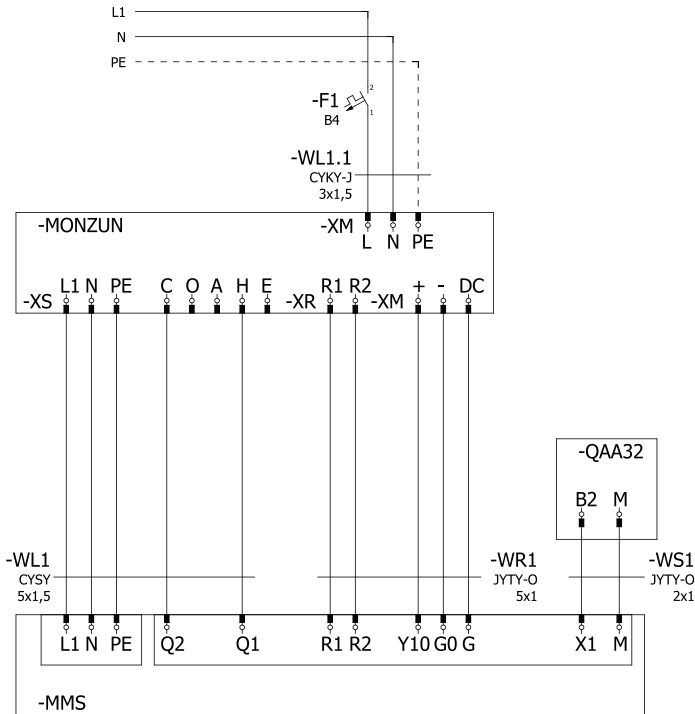 L1
N
PE
2
-F1
B4
1
-WL1.1
CYKY-J
3x1,5
-MONZUN
-XM
L N PE
L1 N PE C O A H E R1 R2 + - DC
-XS -XR -XM
-QAA32
B2 M
-WL1 -WR1 -WS1
CYSY JYTY-O JYTY-O
5x1,5 5x1 2x1
L1 N PE Q2 Q1 R1 R2 Y10 G0 G X1 M
-MMS